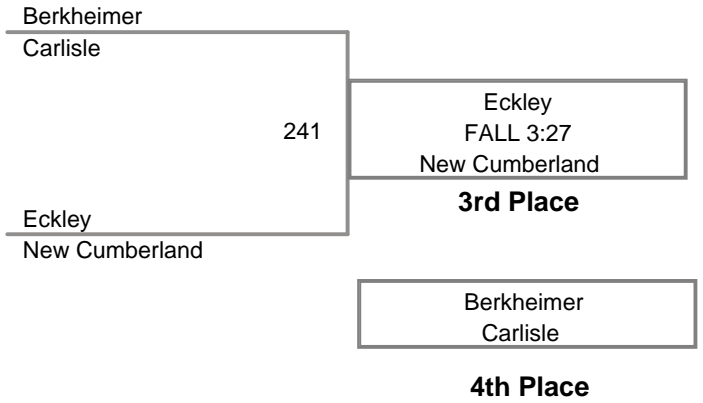 Berkheimer
Carlisle
241
Eckley
FALL 3:27
New Cumberland
3rd Place
Eckley
New Cumberland
Berkheimer
Carlisle
4th Place